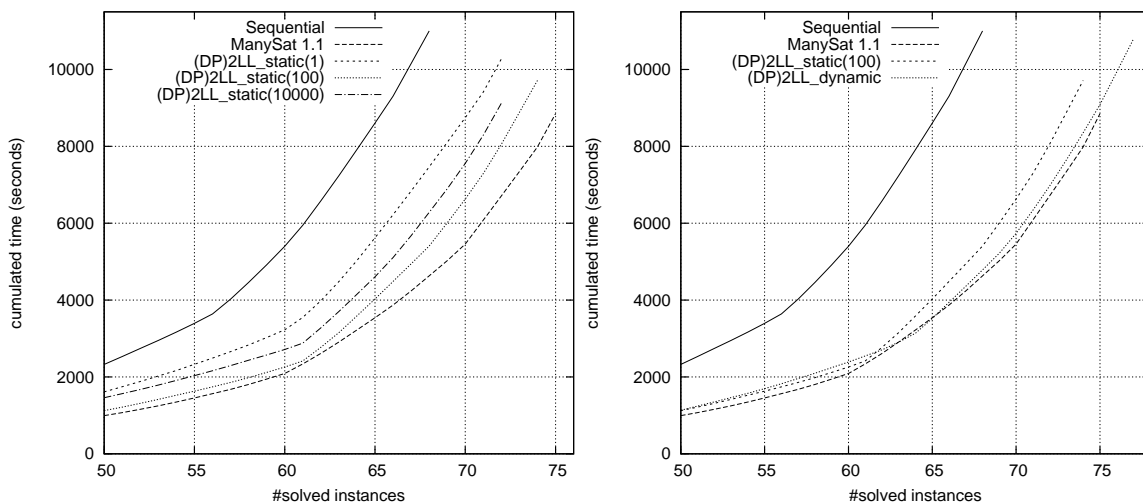 Sequential
ManySat 1.1
(DP)2LL_static(1)
(DP)2LL_static(100)
(DP)2LL_static(10000)
10000
8000
6000
4000
2000
0
50 55 60 65 70 75
cumulated time (seconds)
#solved instances
Sequential
ManySat 1.1
(DP)2LL_static(100)
(DP)2LL_dynamic
10000
8000
6000
4000
2000
0
50 55 60 65 70 75
cumulated time (seconds)
#solved instances